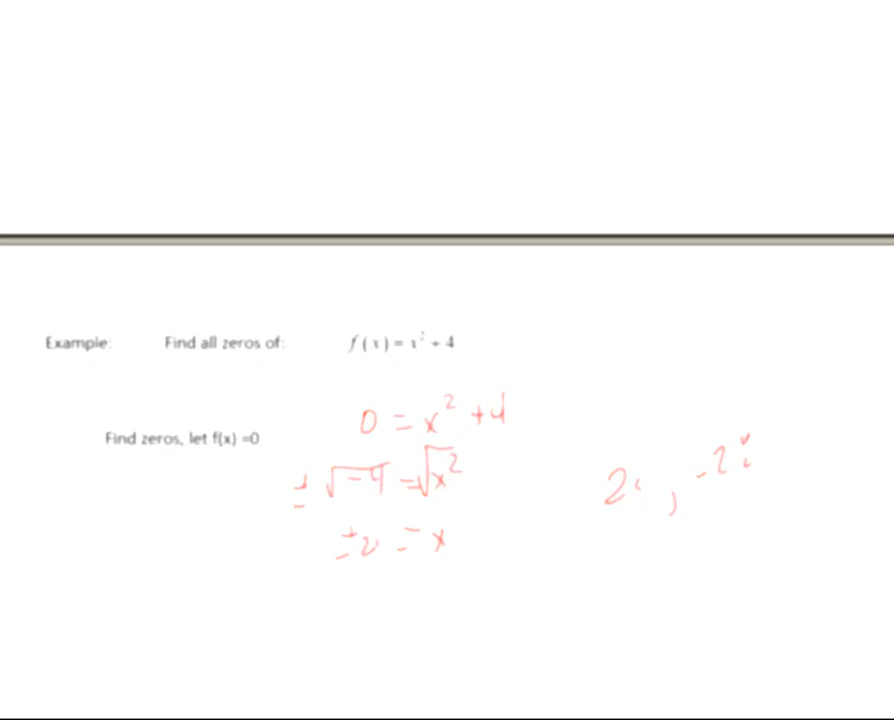 Example: Find all zeros of: f(x) = x² + 4
0 = x² + 4
Find zeros, let f(x) =0
± √-4 = √x²
2i , -2i
±2i = x